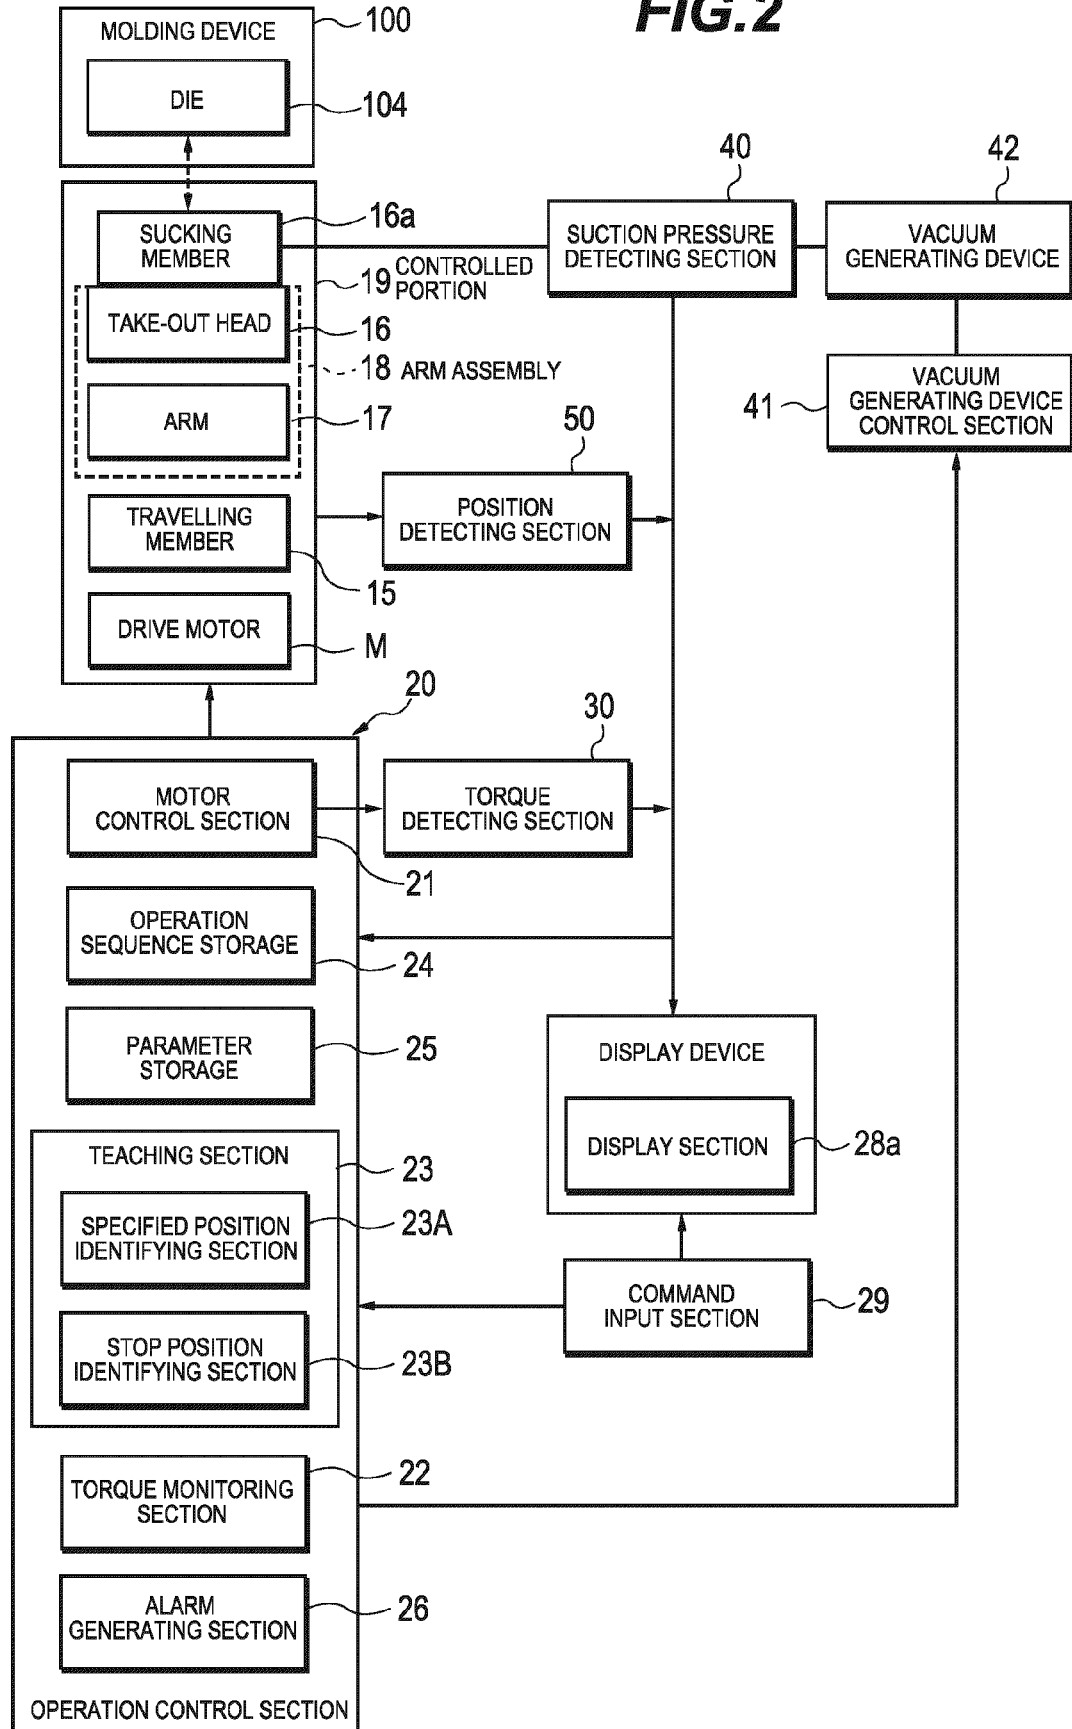 FIG.2
MOLDING DEVICE
100
DIE
104
40
42
SUCKING
MEMBER
16a
SUCTION PRESSURE
DETECTING SECTION
VACUUM
GENERATING DEVICE
19 CONTROLLED
PORTION
TAKE-OUT HEAD
16
18 ARM ASSEMBLY
ARM
17
41
VACUUM
GENERATING DEVICE
CONTROL SECTION
50
POSITION
DETECTING SECTION
TRAVELLING
MEMBER
15
DRIVE MOTOR
M
20
30
MOTOR
CONTROL SECTION
21
TORQUE
DETECTING SECTION
OPERATION
SEQUENCE STORAGE
24
PARAMETER
STORAGE
25
DISPLAY DEVICE
DISPLAY SECTION
28a
TEACHING SECTION
23
SPECIFIED POSITION
IDENTIFYING SECTION
23A
COMMAND
INPUT SECTION
29
STOP POSITION
IDENTIFYING SECTION
23B
TORQUE MONITORING
SECTION
22
ALARM
GENERATING SECTION
26
OPERATION CONTROL SECTION